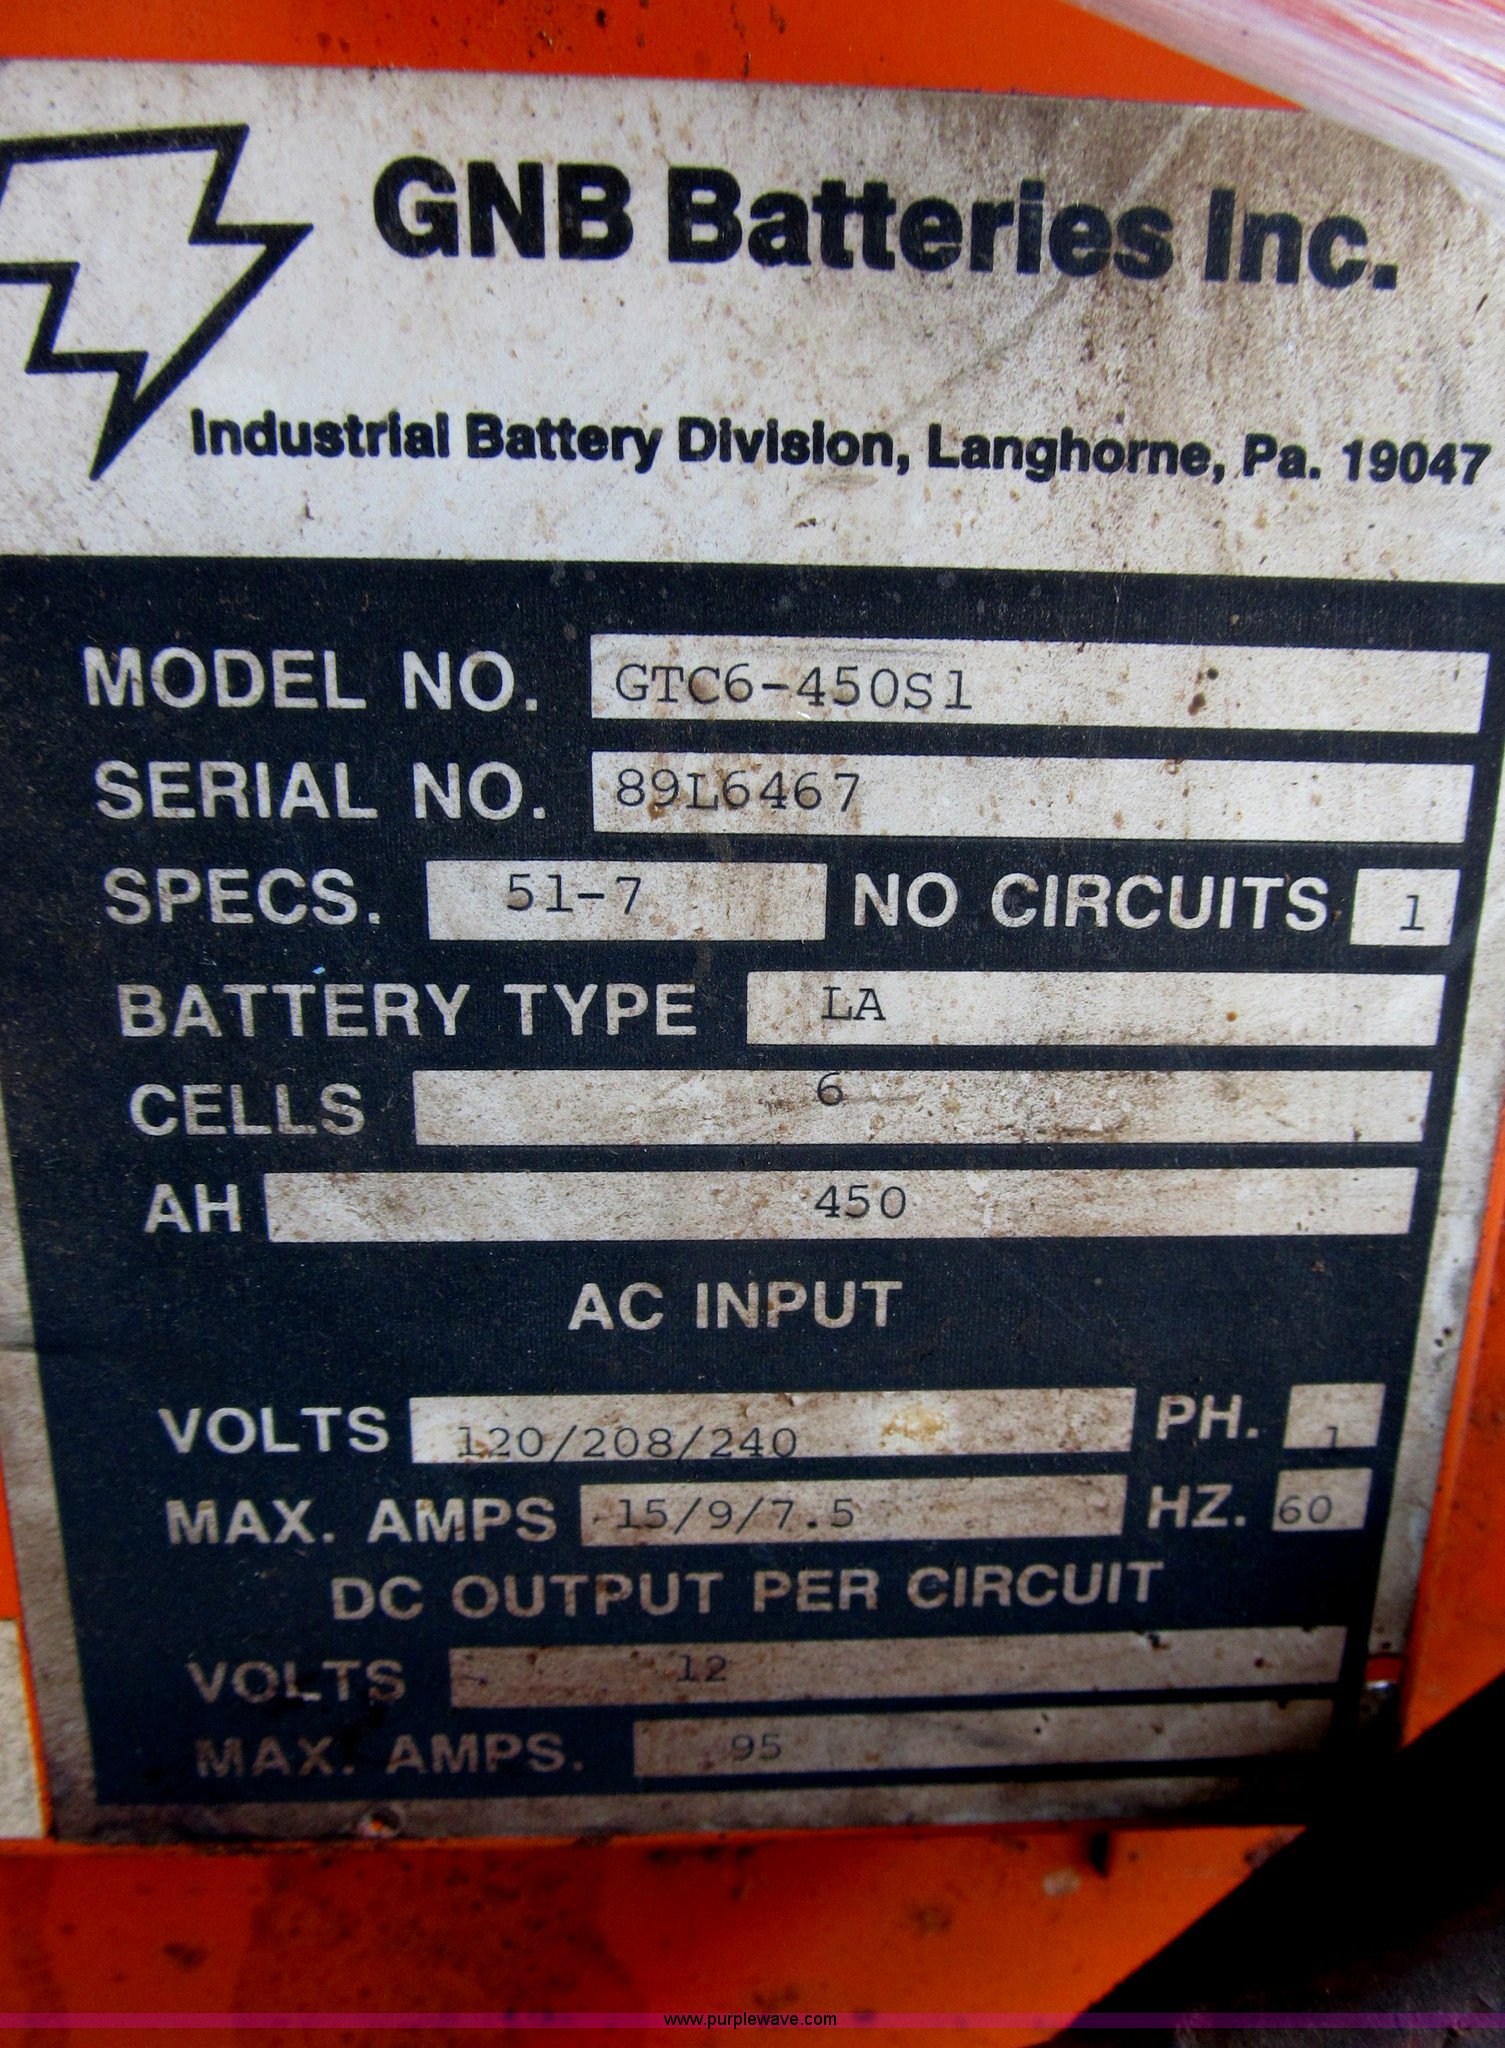 GNB Batteries Inc.
Industrial Battery Division, Langhorne, Pa. 19047
MODEL NO. GTC6-450S1
SERIAL NO. 89L6467
SPECS. 51-7 NO CIRCUITS 1
BATTERY TYPE LA
CELLS 6
AH 450
AC INPUT
VOLTS 120/208/240 PH. 1
MAX. AMPS 15/9/7.5 HZ. 60
DC OUTPUT PER CIRCUIT
VOLTS 12
MAX. AMPS. 95
www.purplewave.com